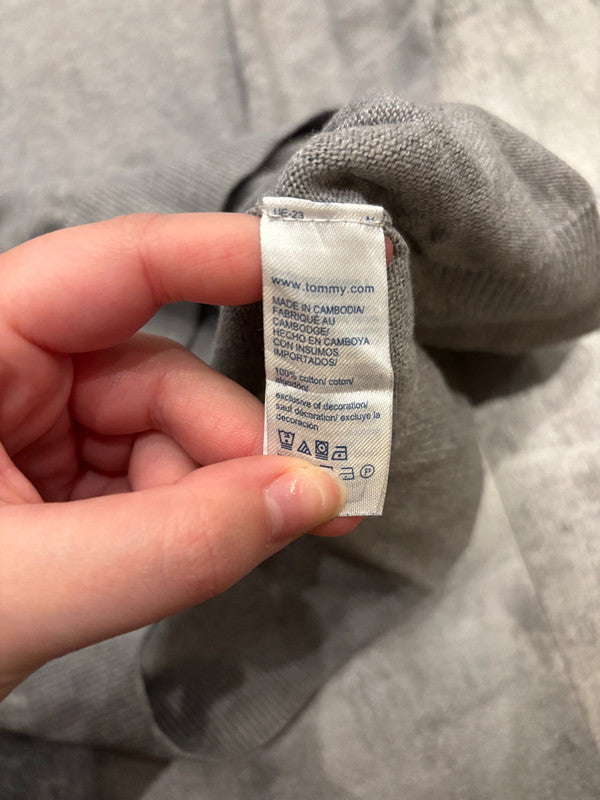 www.tommy.com
MADE IN CAMBODIA/
FABRIQUÉ AU
CAMBODGE/
HECHO EN CAMBOYA
CON INSUMOS
IMPORTADOS/
100% cotton/ coton/
algodon/
exclusive of decoration/
sauf décoration/ excluye la
decoración
P